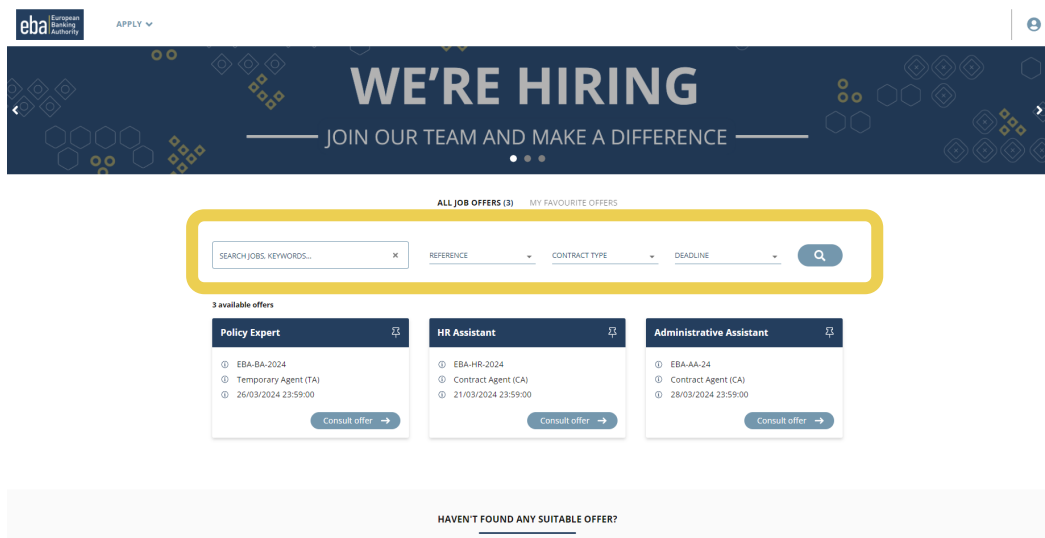 eba European
Banking
Authority
APPLY
WE'RE HIRING
JOIN OUR TEAM AND MAKE A DIFFERENCE
ALL JOB OFFERS (3) MY FAVOURITE OFFERS
SEARCH JOBS, KEYWORDS... REFERENCE CONTRACT TYPE DEADLINE
3 available offers
Policy Expert
EBA-BA-2024
Temporary Agent (TA)
26/03/2024 23:59:00
Consult offer
HR Assistant
EBA-HR-2024
Contract Agent (CA)
21/03/2024 23:59:00
Consult offer
Administrative Assistant
EBA-AA-24
Contract Agent (CA)
28/03/2024 23:59:00
Consult offer
HAVEN'T FOUND ANY SUITABLE OFFER?